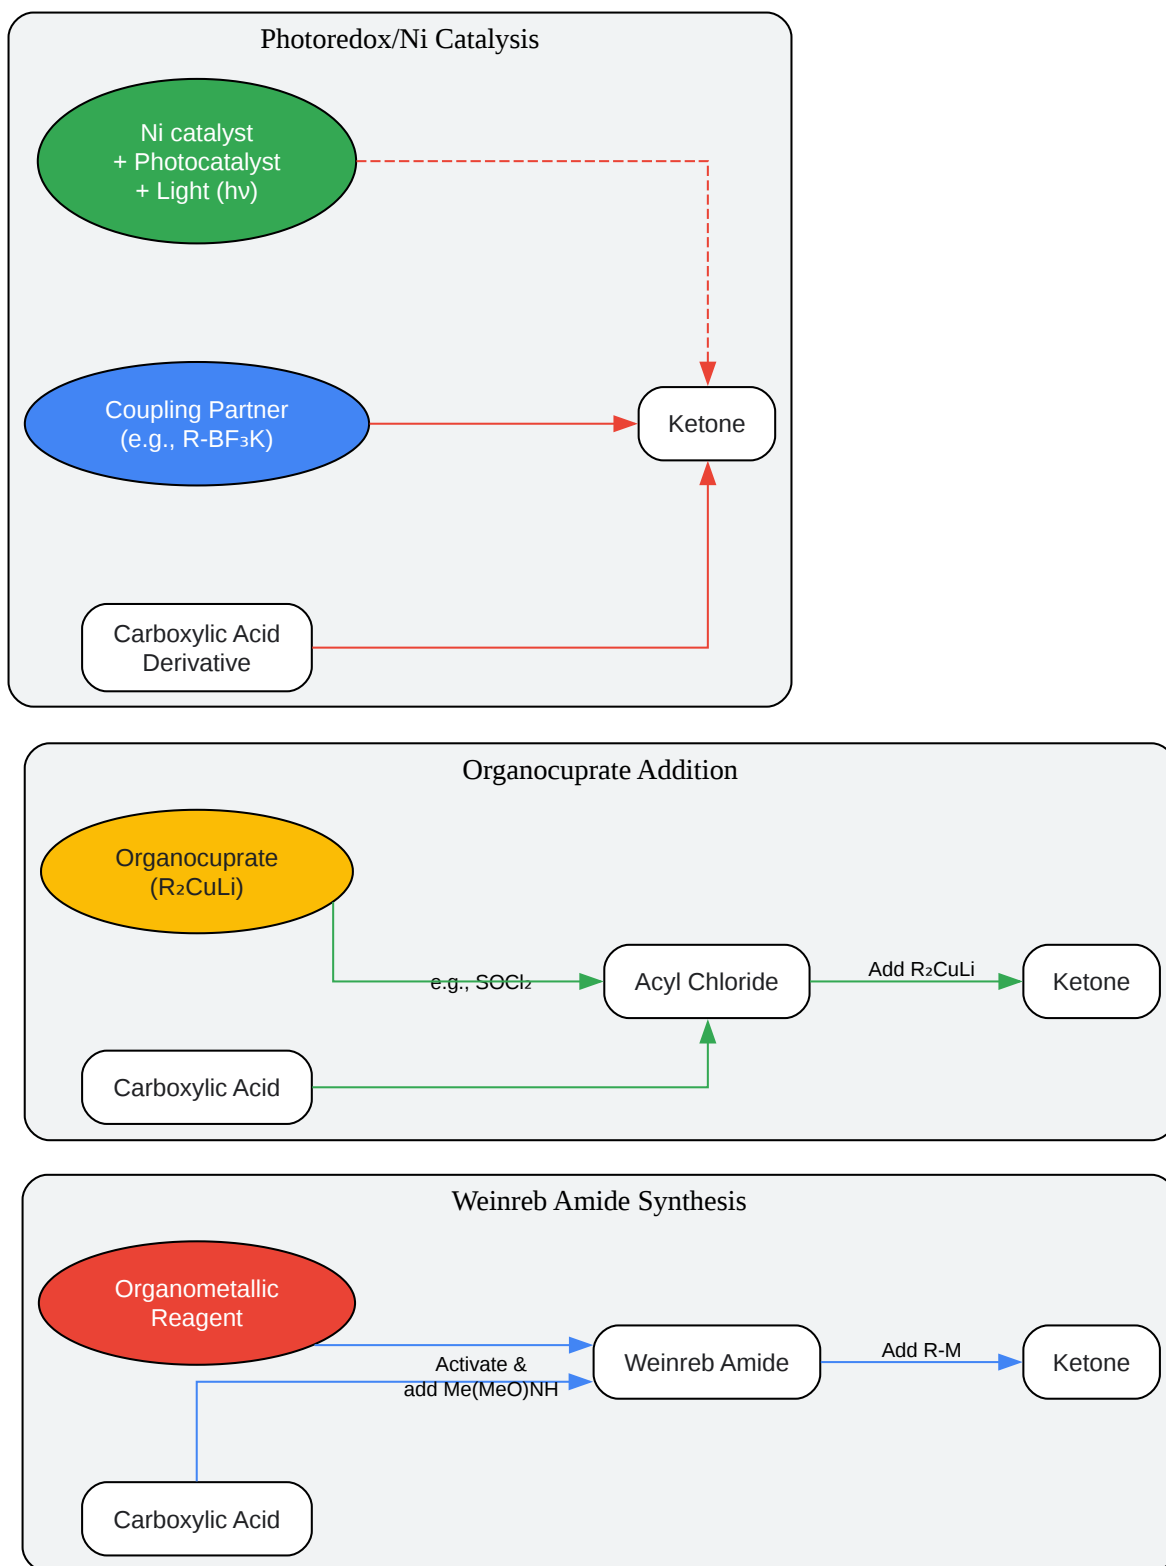 Photoredox/Ni Catalysis
Ni catalyst
+ Photocatalyst
+ Light (hν)
Coupling Partner
(e.g., R-BF₃K)
Ketone
Carboxylic Acid
Derivative
Organocuprate Addition
Organocuprate
(R₂CuLi)
e.g., SOCl₂
Acyl Chloride
Add R₂CuLi
Ketone
Carboxylic Acid
Weinreb Amide Synthesis
Organometallic
Reagent
Activate &
add Me(MeO)NH
Weinreb Amide
Add R-M
Ketone
Carboxylic Acid